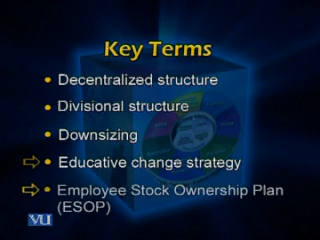 Key Terms
• Decentralized structure
• Divisional structure
• Downsizing
• Educative change strategy
• Employee Stock Ownership Plan
(ESOP)
VU